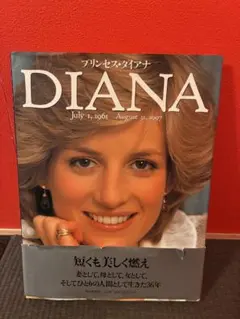 プリンセス・ダイアナ
DIANA
July 1, 1961 August 31, 1997
短くも美しく燃え
妻として、母として、女として、
そしてひとりの人間として生きた36年